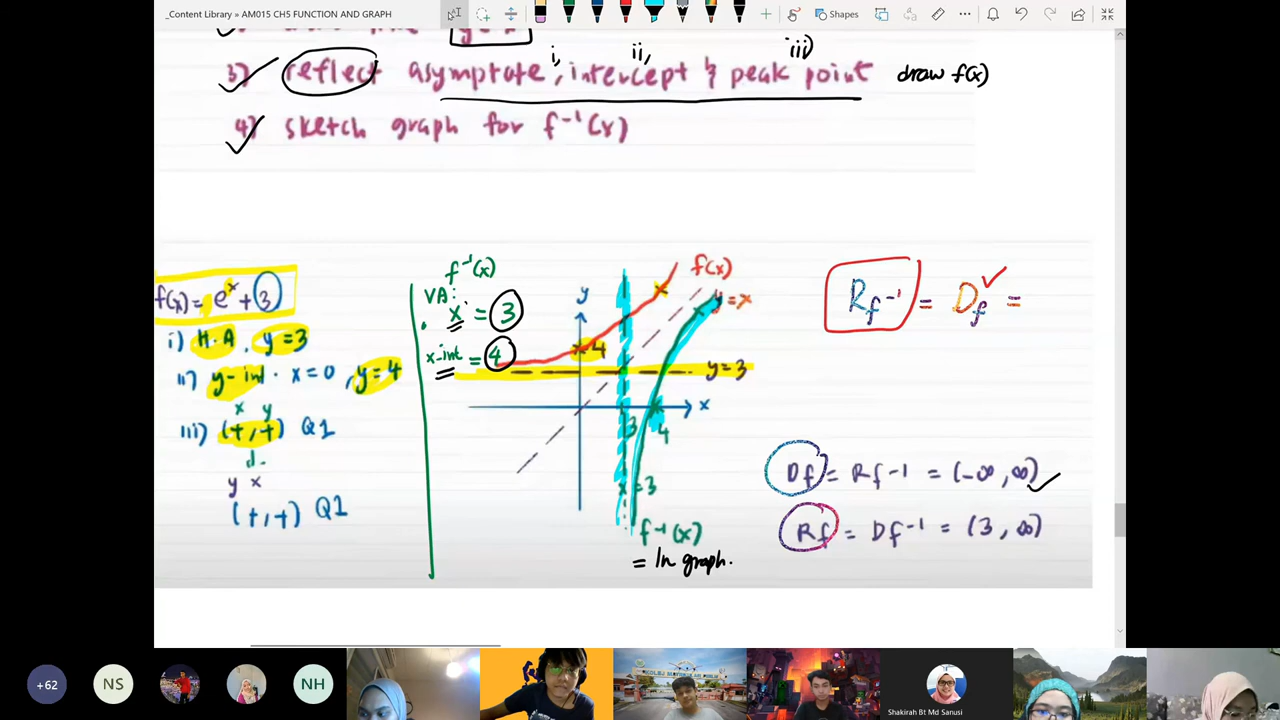 _Content Library » AM015 CH5 FUNCTION AND GRAPH
Shapes
i, ii, iii)
3) reflect asymptote, intercept & peak point draw f(x)
4) sketch graph for f⁻¹(x)
f(x) = eˣ + 3
i) H.A, y=3
ii) y-int. x=0, y=4
x y
iii) (+,+) Q1
y x
(+,+) Q1
f⁻¹(x)
VA:
x = 3
x-int = 4
y
f(x)
y=x
4
y=3
x
3
4
x=3
f⁻¹(x)
= ln graph.
Rf⁻¹ = Df =
Df = Rf-1 = (-∞, ∞)
Rf = Df-1 = (3, ∞)
+62
NS
NH
Shakirah Bt Md Sanusi